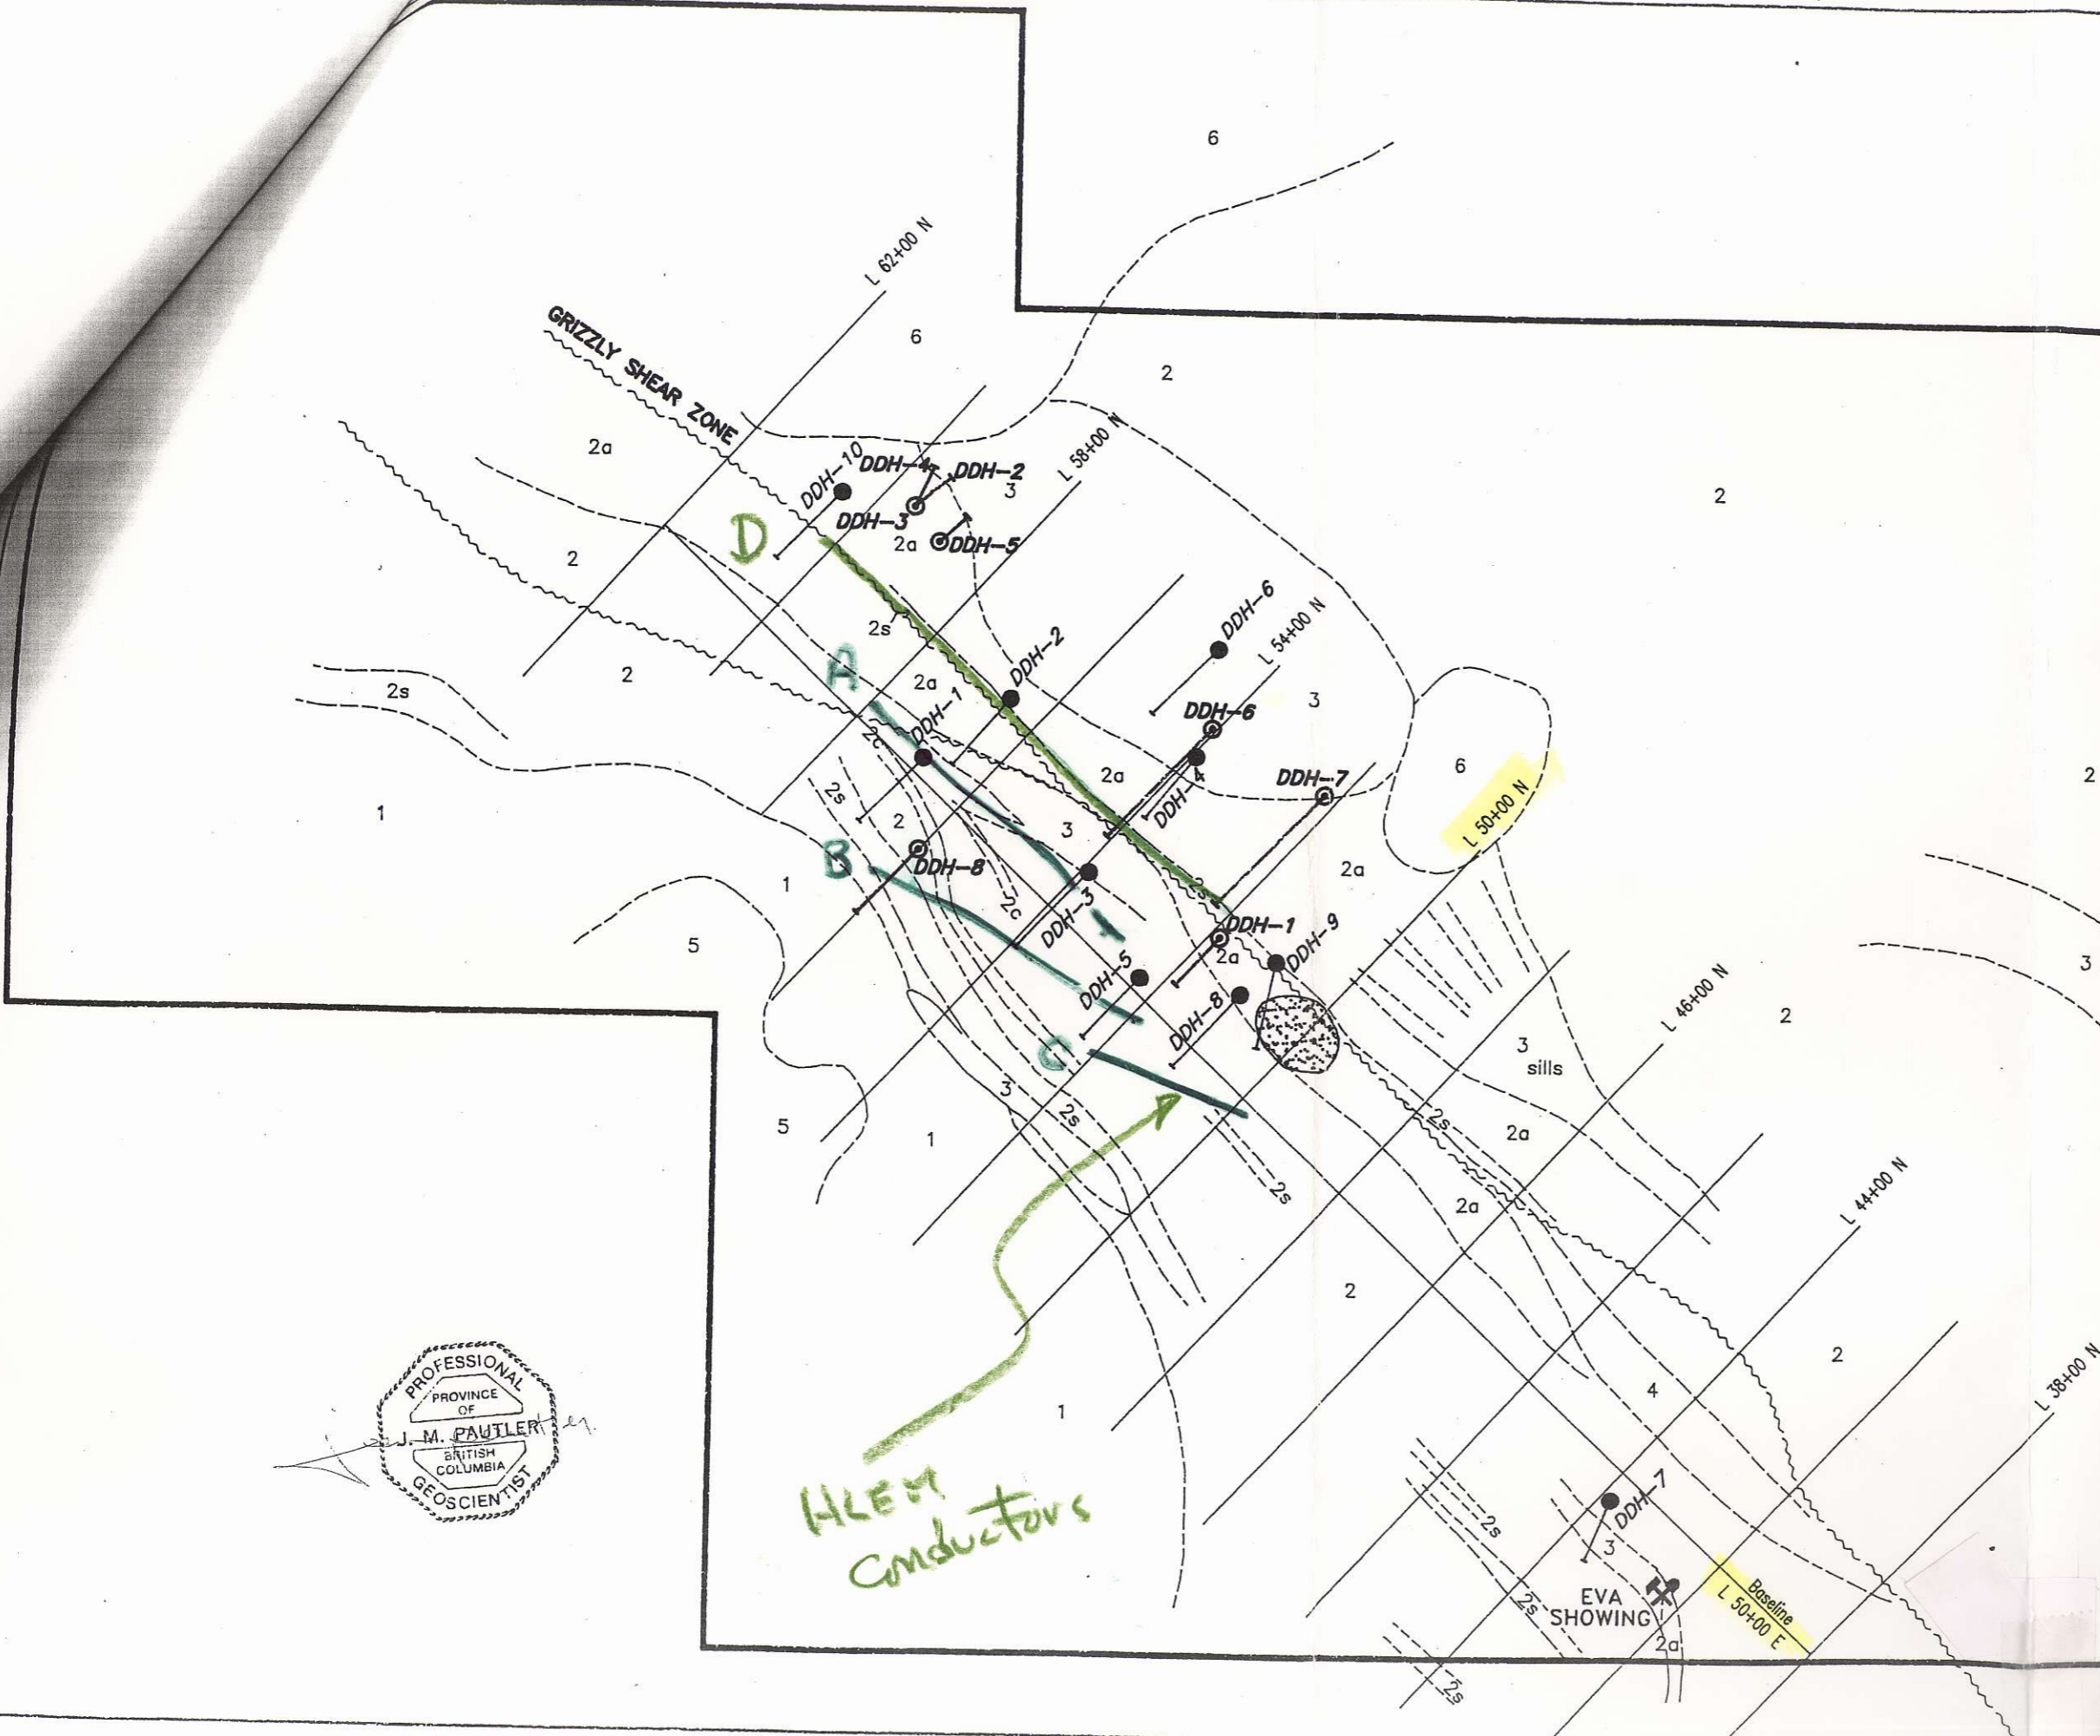 6
L 62+00 N
GRIZZLY SHEAR ZONE
6
2
2a
L 58+00 N
DDH-10
DDH-4
DDH-2
3
2
DDH-3
D
2a
DDH-5
2
DDH-6
L 54+00 N
2s
DDH-2
A
2
2a
2s
3
DDH-1
DDH-6
2c
2a
6
DDH-7
2
L 50+00 N
DDH-4
2s
1
2
3
B
DDH-8
2a
1
2s
2c
DDH-3
DDH-1
5
2a
DDH-9
3
L 46+00 N
DDH-5
DDH-8
2
C
3
sills
3
2s
2s
5
1
2a
2s
2a
L 44+00 N
2
2
L 38+00 N
4
1
PROFESSIONAL
PROVINCE
OF
J. M. PAUTLER
BRITISH
COLUMBIA
GEOSCIENTIST
HLEM
Conductors
2s
DDH-7
3
EVA
SHOWING
2s
Baseline
L 50+00 E
2a
2s